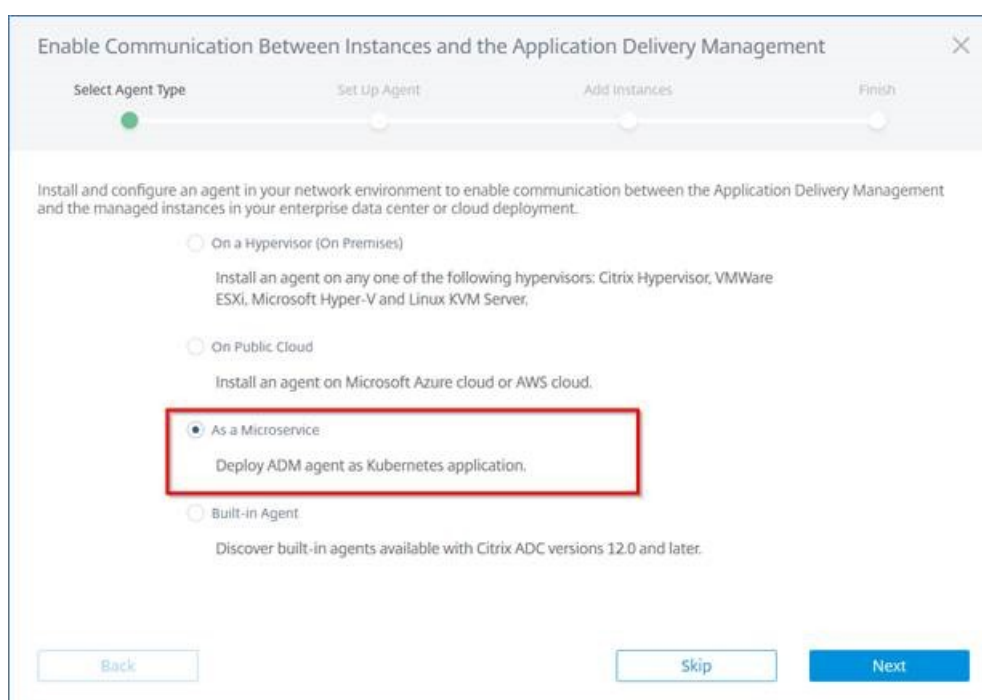 Enable Communication Between Instances and the Application Delivery Management
Select Agent Type
Set Up Agent
Add Instances
Finish
Install and configure an agent in your network environment to enable communication between the Application Delivery Management
and the managed instances in your enterprise data center or cloud deployment.
On a Hypervisor (On Premises)
Install an agent on any one of the following hypervisors: Citrix Hypervisor, VMWare
ESXi, Microsoft Hyper-V and Linux KVM Server.
On Public Cloud
Install an agent on Microsoft Azure cloud or AWS cloud.
As a Microservice
Deploy ADM agent as Kubernetes application.
Built-in Agent
Discover built-in agents available with Citrix ADC versions 12.0 and later.
Back
Skip
Next